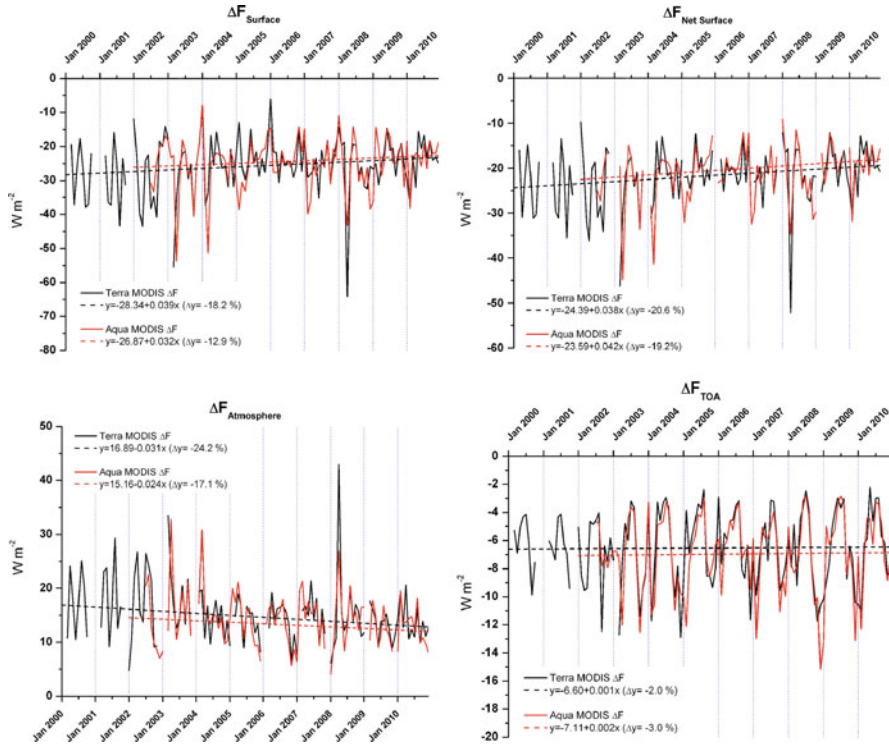 ΔF Surface
Jan 2000
Jan 2001
Jan 2002
Jan 2003
Jan 2004
Jan 2005
Jan 2006
Jan 2007
Jan 2008
Jan 2009
Jan 2010
0
-10
-20
-30
-40
-50
-60
-70
-80
W m-2
Terra MODIS ΔF
y=-28.34+0.039x (Δy= -18.2 %)
Aqua MODIS ΔF
y=-26.87+0.032x (Δy= -12.9 %)
ΔF Net Surface
Jan 2000
Jan 2001
Jan 2002
Jan 2003
Jan 2004
Jan 2005
Jan 2006
Jan 2007
Jan 2008
Jan 2009
Jan 2010
0
-10
-20
-30
-40
-50
-60
W m-2
Terra MODIS ΔF
y=-24.39+0.038x (Δy= -20.6 %)
Aqua MODIS ΔF
y=-23.59+0.042x (Δy= -19.2%)
ΔF Atmosphere
50
40
30
20
10
0
W m-2
Terra MODIS ΔF
y=16.89-0.031x (Δy= -24.2 %)
Aqua MODIS ΔF
y=15.16-0.024x (Δy= -17.1 %)
Jan 2000
Jan 2001
Jan 2002
Jan 2003
Jan 2004
Jan 2005
Jan 2006
Jan 2007
Jan 2008
Jan 2009
Jan 2010
ΔF TOA
Jan 2000
Jan 2001
Jan 2002
Jan 2003
Jan 2004
Jan 2005
Jan 2006
Jan 2007
Jan 2008
Jan 2009
Jan 2010
-2
-4
-6
-8
-10
-12
-14
-16
-18
-20
W m-2
Terra MODIS ΔF
y=-6.60+0.001x (Δy= -2.0 %)
Aqua MODIS ΔF
y=-7.11+0.002x (Δy= -3.0 %)